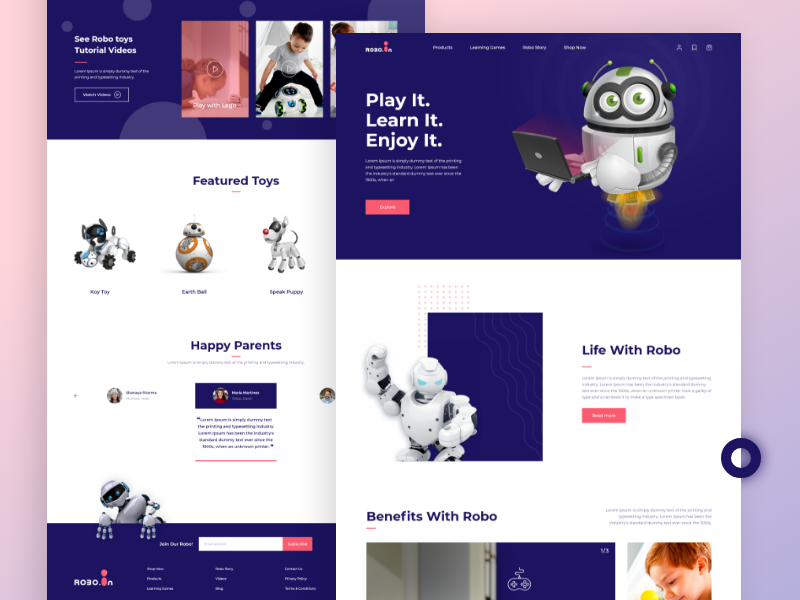 See Robo toys
Tutorial Videos
Lorem ipsum is simply dummy text of the
printing and typesetting industry.
Watch Videos
Play with Lego
Featured Toys
Koy Toy
Earth Ball
Speak Puppy
Happy Parents
Lorem ipsum is simply dummy text of the printing and typesetting industry.
Maria Martinez
"Lorem ipsum is simply dummy text
the printing and typesetting industry.
Lorem Ipsum has been the industry's
standard dummy text ever since the
1500s, when an unknown printer."
Join Our Robo!
Subscribe
ROBO.in
Shop Now
Products
Learning Games
Robo Story
Videos
Blog
Contact Us
Privacy Policy
Terms & Conditions
ROBO.in
Products
Learning Games
Robo Story
Shop Now
Play It.
Learn It.
Enjoy It.
Lorem ipsum is simply dummy text of the printing
and typesetting industry. Lorem Ipsum has been
the industry's standard dummy text ever since the
1500s, when an
Explore
Life With Robo
Lorem ipsum is simply dummy text of the printing and typesetting
industry. Lorem ipsum has been the industry's standard dummy
text ever since the 1500s, when an unknown printer took a galley of
type and scrambled it to make a type specimen book.
Read more
Benefits With Robo
Lorem ipsum is simply dummy text of the printing
and typesetting industry. Lorem ipsum is
industry's standard dummy text ever since the 1500s.
1/3